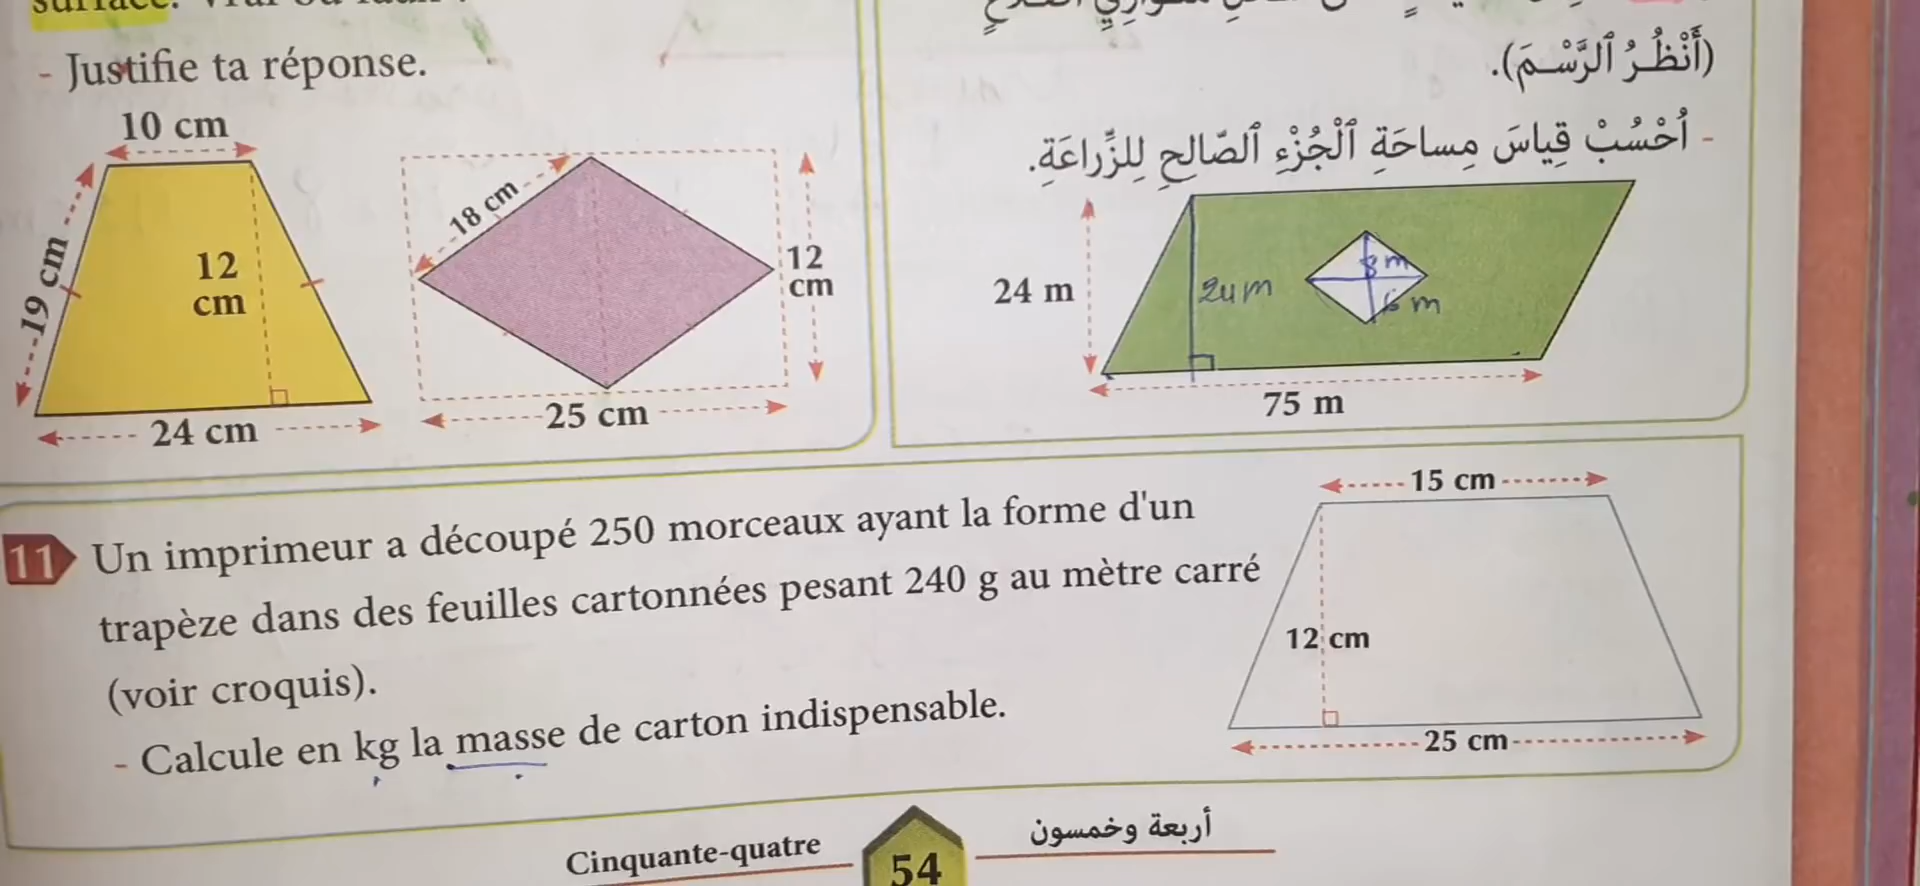 - Justifie ta réponse.
10 cm
19 cm
12
cm
24 cm
18 cm
12
cm
25 cm
(أَنْظُرُ ٱلرَّسْمَ).
- أَحْسُبْ قِياسَ مِساحَةِ ٱلْجُزْءِ ٱلصّالِحِ لِلزِّراعَةِ.
24 m
24 m
8 m
6 m
75 m
11 Un imprimeur a découpé 250 morceaux ayant la forme d'un
trapèze dans des feuilles cartonnées pesant 240 g au mètre carré
(voir croquis).
- Calcule en kg la masse de carton indispensable.
15 cm
12 cm
25 cm
Cinquante-quatre
54
أربعة وخمسون